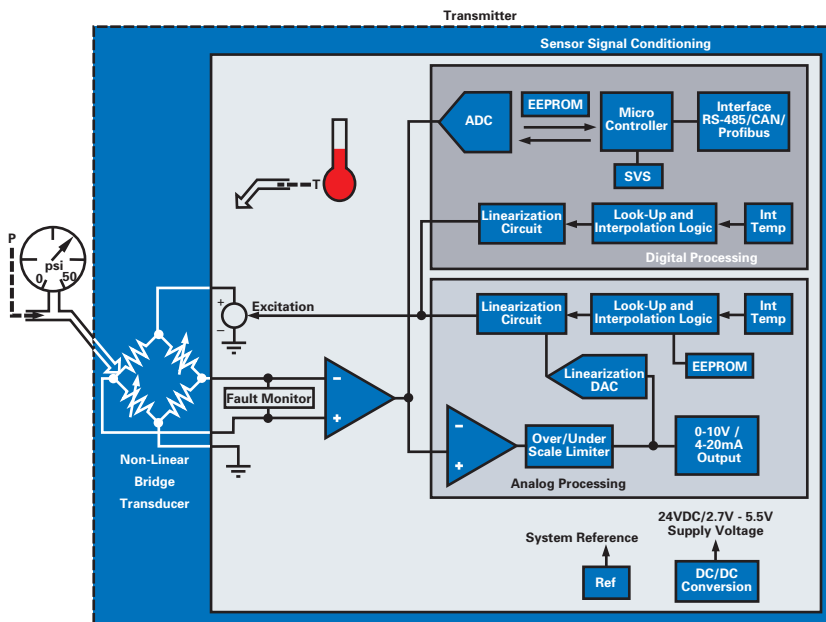 Transmitter
Sensor Signal Conditioning
ADC
EEPROM
Micro
Controller
Interface
RS-485/CAN/
Profibus
SVS
T
Linearization
Circuit
Look-Up and
Interpolation Logic
Int
Temp
Digital Processing
P
psi
0
50
+
−
Excitation
Linearization
Circuit
Look-Up and
Interpolation Logic
Int
Temp
EEPROM
Linearization
DAC
−
+
Fault Monitor
−
+
Over/Under
Scale Limiter
0-10V /
4-20mA
Output
Analog Processing
Non-Linear
Bridge
Transducer
System Reference
Ref
24VDC/2.7V - 5.5V
Supply Voltage
DC/DC
Conversion